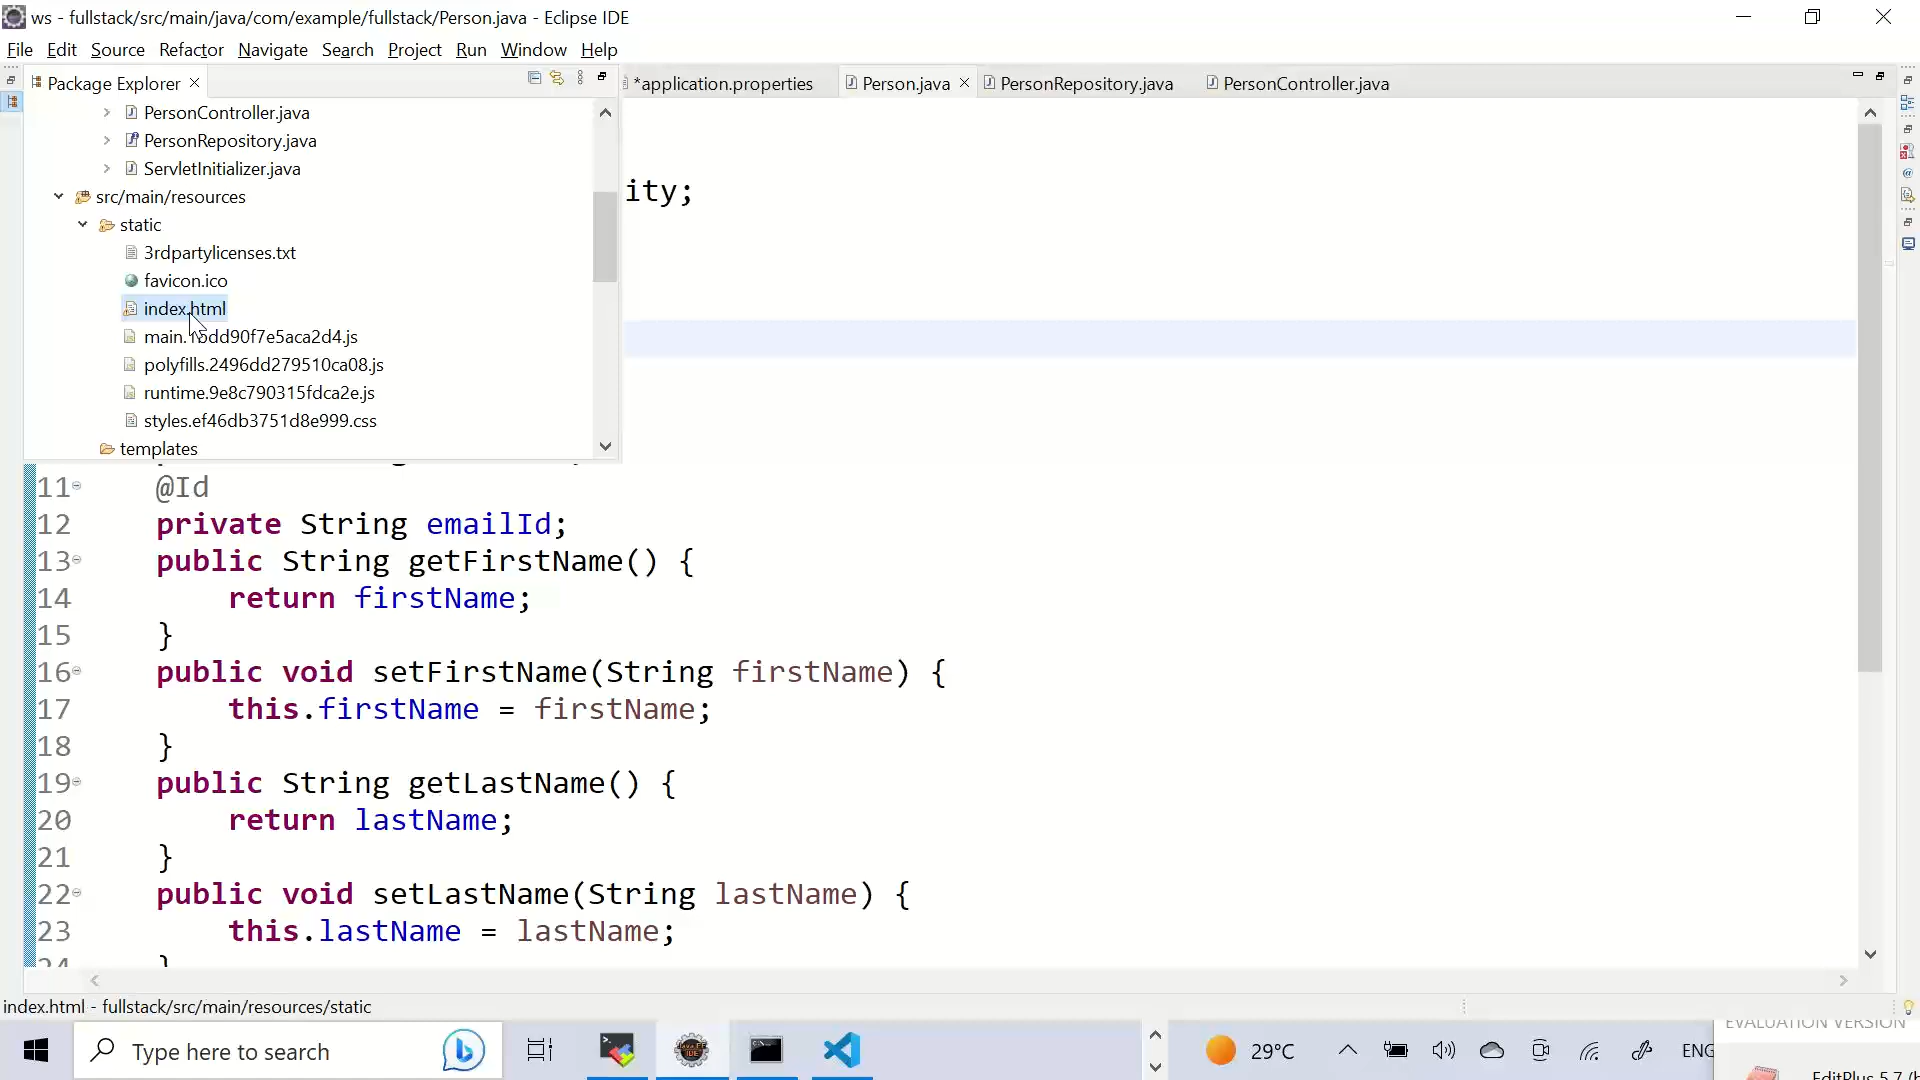 ws - fullstack/src/main/java/com/example/fullstack/Person.java - Eclipse IDE
File Edit Source Refactor Navigate Search Project Run Window Help
Package Explorer
*application.properties Person.java PersonRepository.java PersonController.java
PersonController.java
PersonRepository.java
ServletInitializer.java
src/main/resources
static
3rdpartylicenses.txt
favicon.ico
index.html
polyfills.2496dd279510ca08.js
runtime.9e8c790315fdca2e.js
styles.ef46db3751d8e999.css
templates
ity;
11 @Id
12 private String emailId;
13 public String getFirstName() {
14 return firstName;
15 }
16 public void setFirstName(String firstName) {
17 this.firstName = firstName;
18 }
19 public String getLastName() {
20 return lastName;
21 }
22 public void setLastName(String lastName) {
23 this.lastName = lastName;
24 }
index.html - fullstack/src/main/resources/static
Type here to search
29°C
ENG
EVALUATION VERSION
EditPlus 5.7